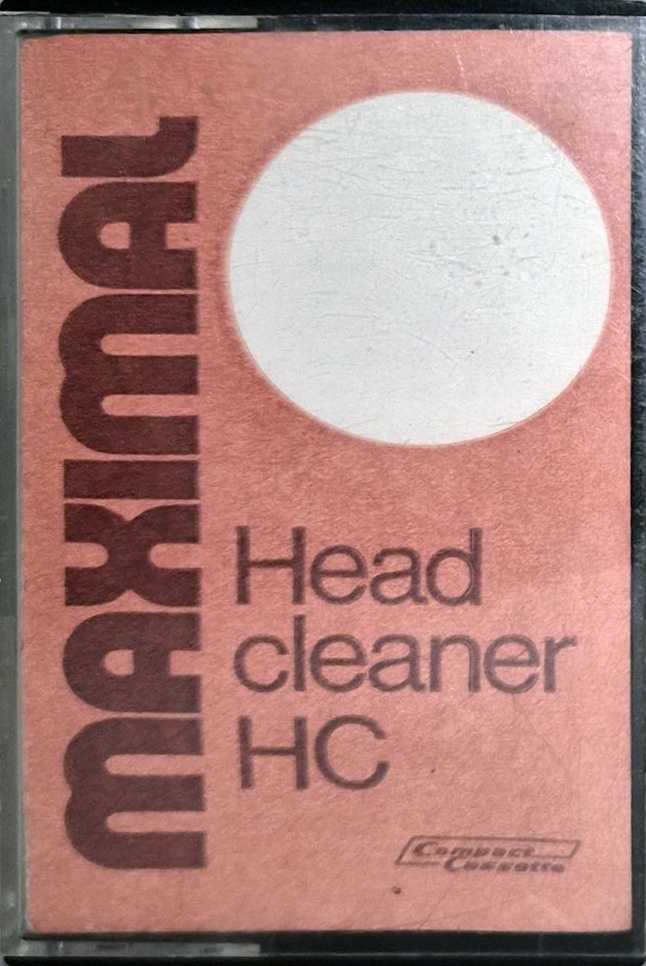 MAXIMAL
Head
cleaner
HC
Compact
Cassette